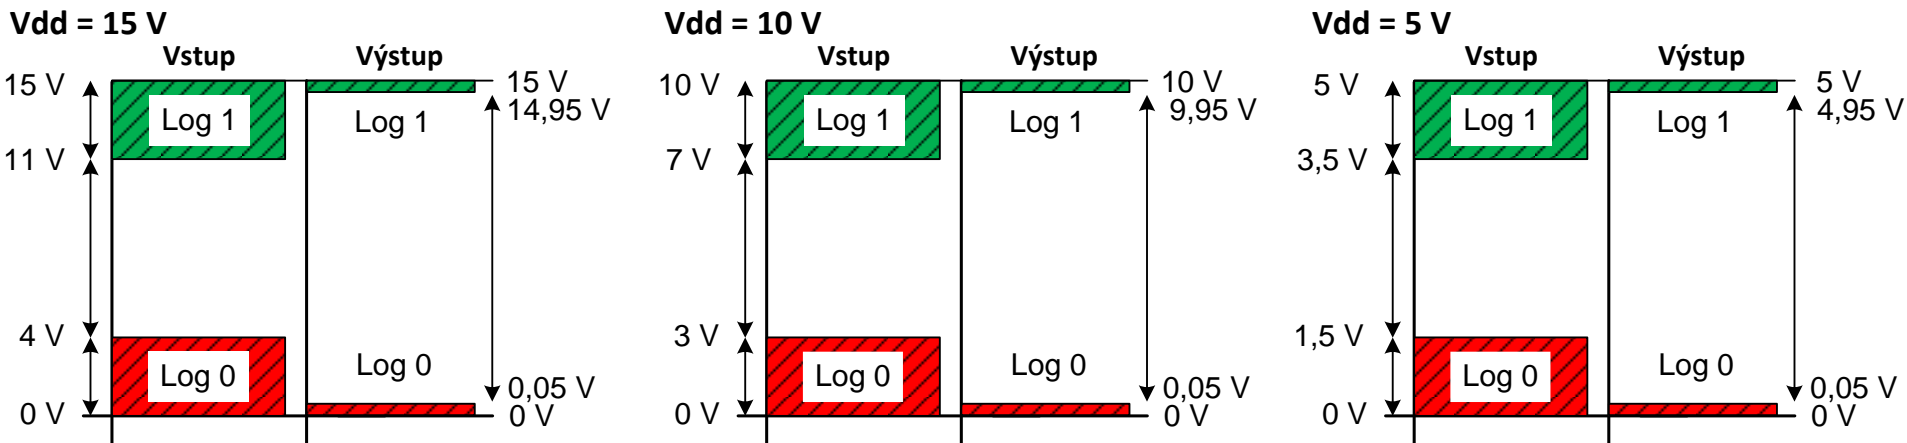 Vdd = 15 V
Vstup
Výstup
15 V
11 V
4 V
0 V
Log 1
Log 0
Log 1
Log 0
15 V
14,95 V
0,05 V
0 V
Vdd = 10 V
Vstup
Výstup
10 V
7 V
3 V
0 V
Log 1
Log 0
Log 1
Log 0
10 V
9,95 V
0,05 V
0 V
Vdd = 5 V
Vstup
Výstup
5 V
3,5 V
1,5 V
0 V
Log 1
Log 0
Log 1
Log 0
5 V
4,95 V
0,05 V
0 V